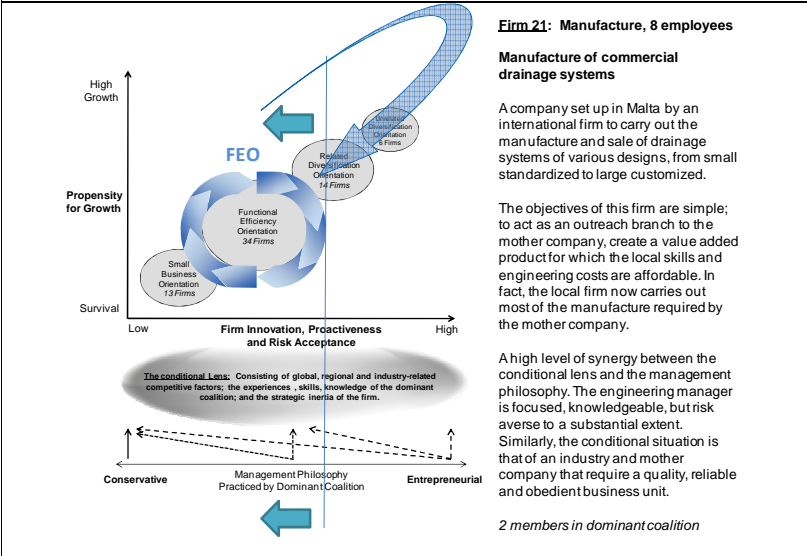 High
Growth
FEO
Propensity
for Growth
Unrelated
Diversification
Orientation
6 Firms
Related
Diversification
Orientation
14 Firms
Functional
Efficiency
Orientation
34 Firms
Small
Business
Orientation
13 Firms
Survival
Low
Firm Innovation, Proactiveness
and Risk Acceptance
High
The conditional Lens: Consisting of global, regional and industry-related
competitive factors; the experiences , skills, knowledge of the dominant
coalition; and the strategic inertia of the firm.
Conservative
Management Philosophy
Practiced by Dominant Coalition
Entrepreneurial
Firm 21: Manufacture, 8 employees
Manufacture of commercial
drainage systems
A company set up in Malta by an
international firm to carry out the
manufacture and sale of drainage
systems of various designs, from small
standardized to large customized.
The objectives of this firm are simple;
to act as an outreach branch to the
mother company, create a value added
product for which the local skills and
engineering costs are affordable. In
fact, the local firm now carries out
most of the manufacture required by
the mother company.
A high level of synergy between the
conditional lens and the management
philosophy. The engineering manager
is focused, knowledgeable, but risk
averse to a substantial extent.
Similarly, the conditional situation is
that of an industry and mother
company that require a quality, reliable
and obedient business unit.
2 members in dominant coalition